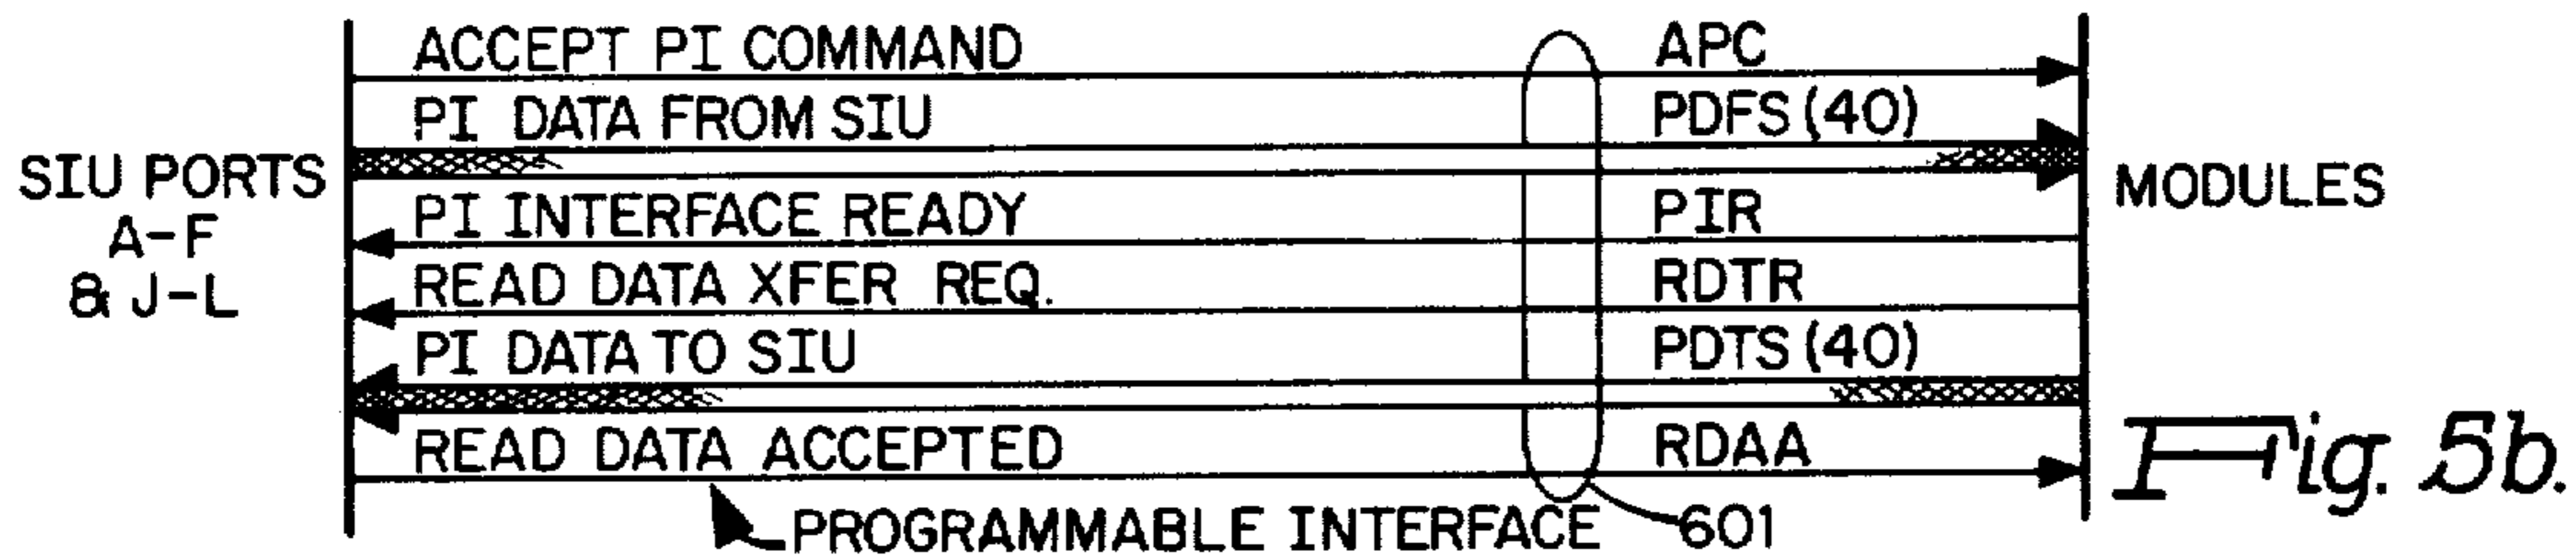 ACCEPT PI COMMAND APC
PI DATA FROM SIU PDFS (40)
SIU PORTS
A-F
& J-L
PI INTERFACE READY PIR
MODULES
READ DATA XFER REQ. RDTR
PI DATA TO SIU PDTS (40)
READ DATA ACCEPTED RDAA
PROGRAMMABLE INTERFACE 601
Fig. 5b.